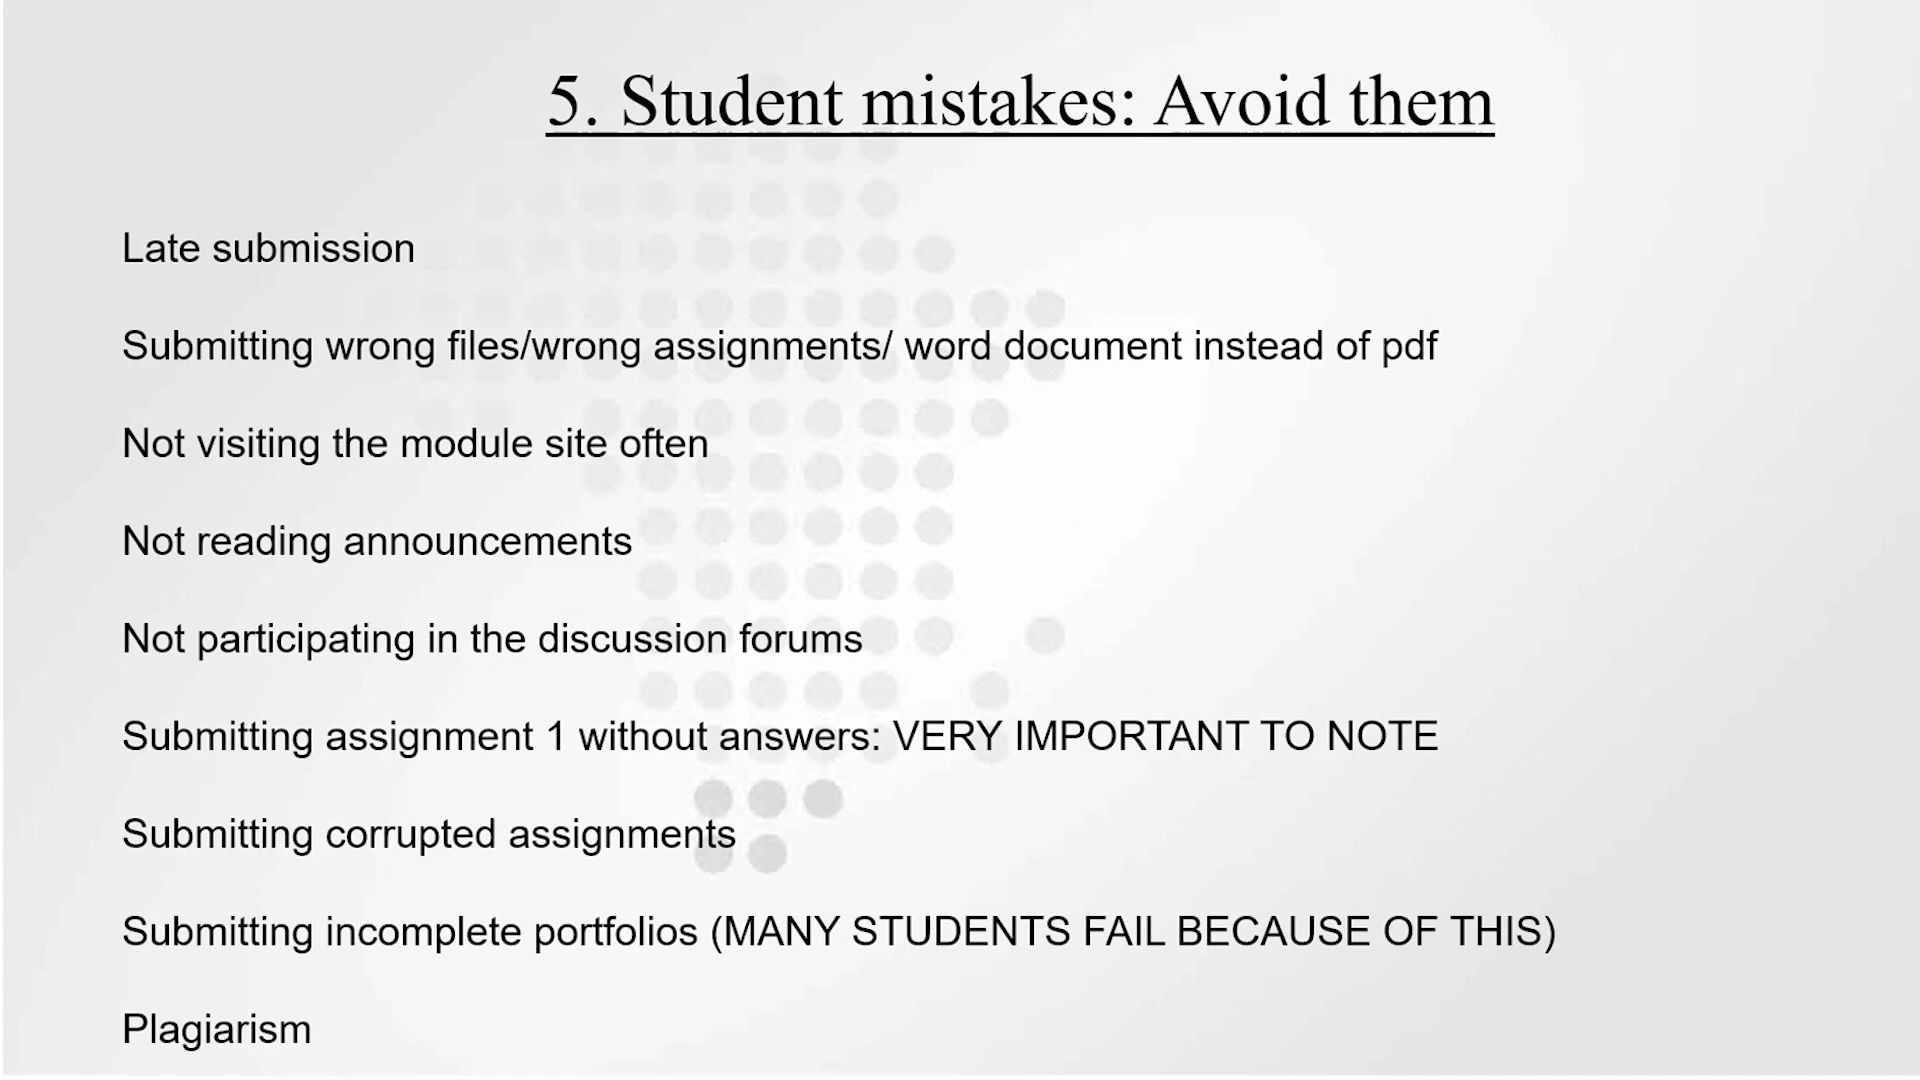 5. Student mistakes: Avoid them
Late submission
Submitting wrong files/wrong assignments/ word document instead of pdf
Not visiting the module site often
Not reading announcements
Not participating in the discussion forums
Submitting assignment 1 without answers: VERY IMPORTANT TO NOTE
Submitting corrupted assignments
Submitting incomplete portfolios (MANY STUDENTS FAIL BECAUSE OF THIS)
Plagiarism